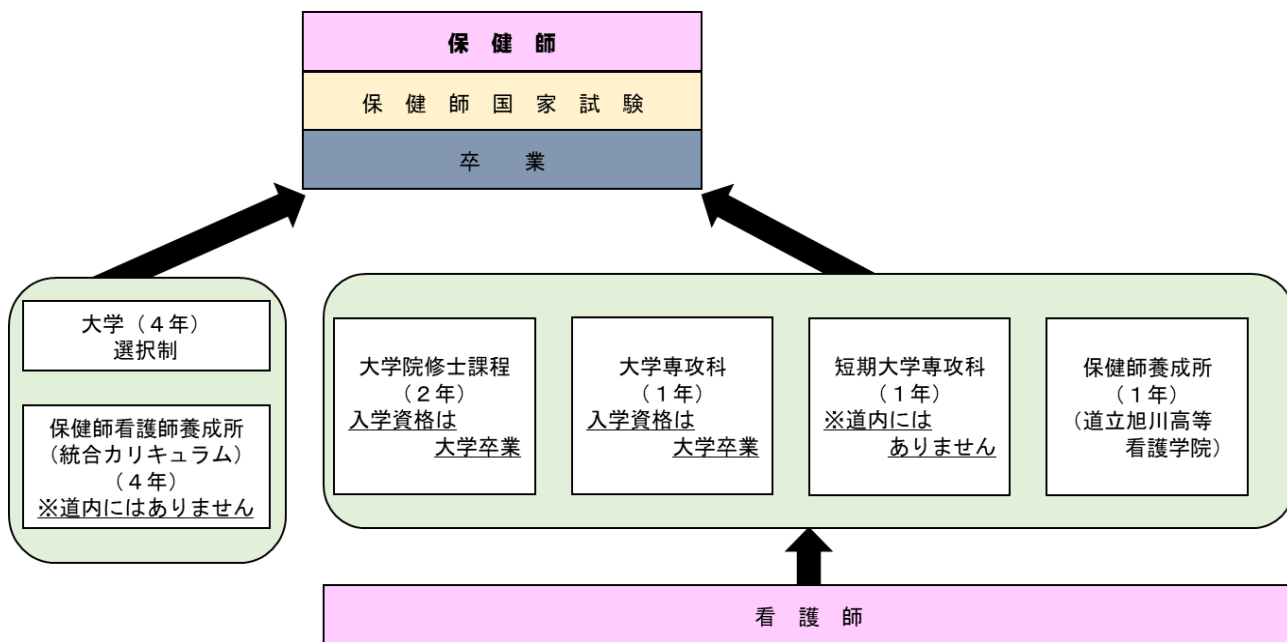 保 健 師
保 健 師 国 家 試 験
卒 業
大学（４年）
選択制
保健師看護師養成所
（統合カリキュラム）
（４年）
※道内にはありません
大学院修士課程
（２年）
入学資格は
大学卒業
大学専攻科
（１年）
入学資格は
大学卒業
短期大学専攻科
（１年）
※道内には
ありません
保健師養成所
（１年）
（道立旭川高等
看護学院）
看 護 師